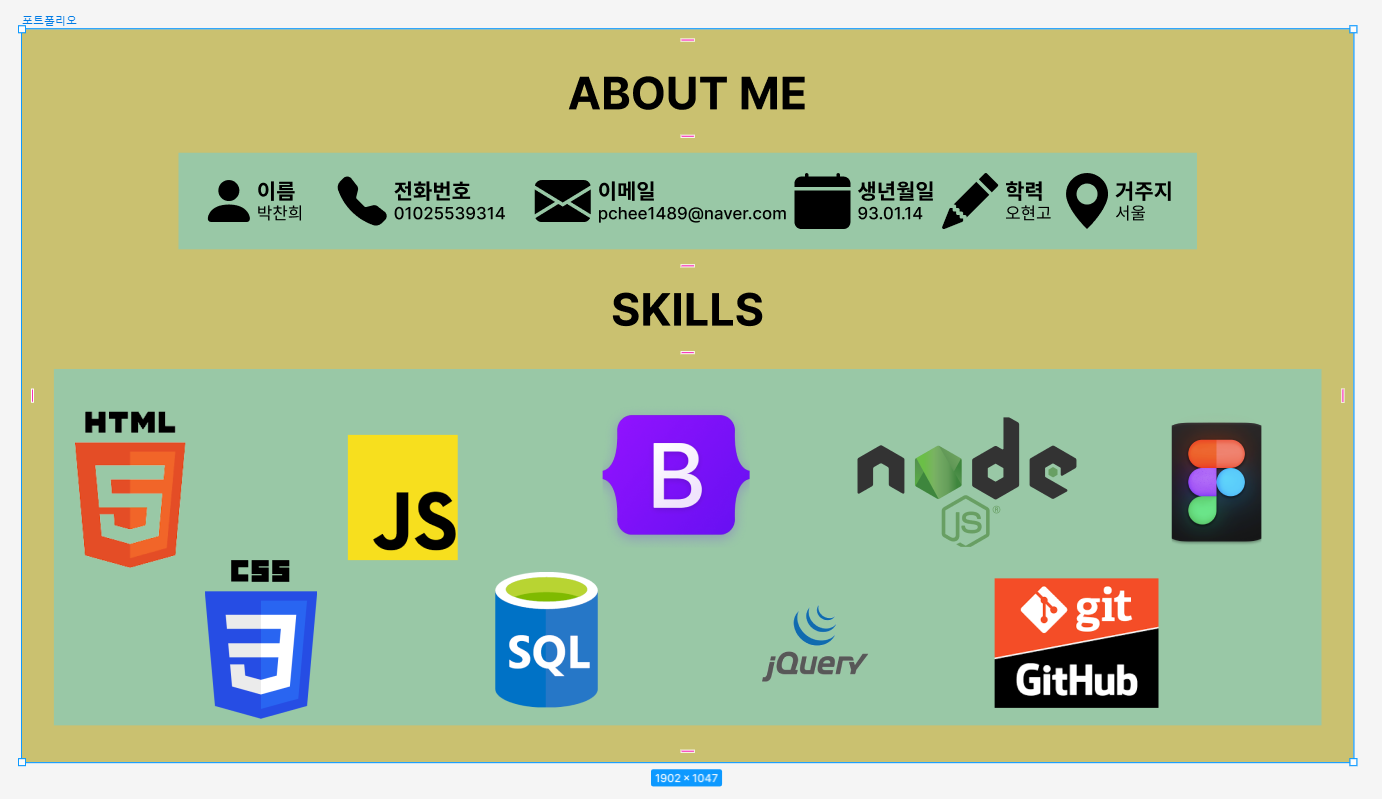 포트폴리오
ABOUT ME
이름
박찬희
전화번호
01025539314
이메일
pchee1489@naver.com
생년월일
93.01.14
학력
오현고
거주지
서울
SKILLS
HTML
5
JS
B
node
JS®
CSS
3
SQL
jQuery
git
GitHub
1902 × 1047